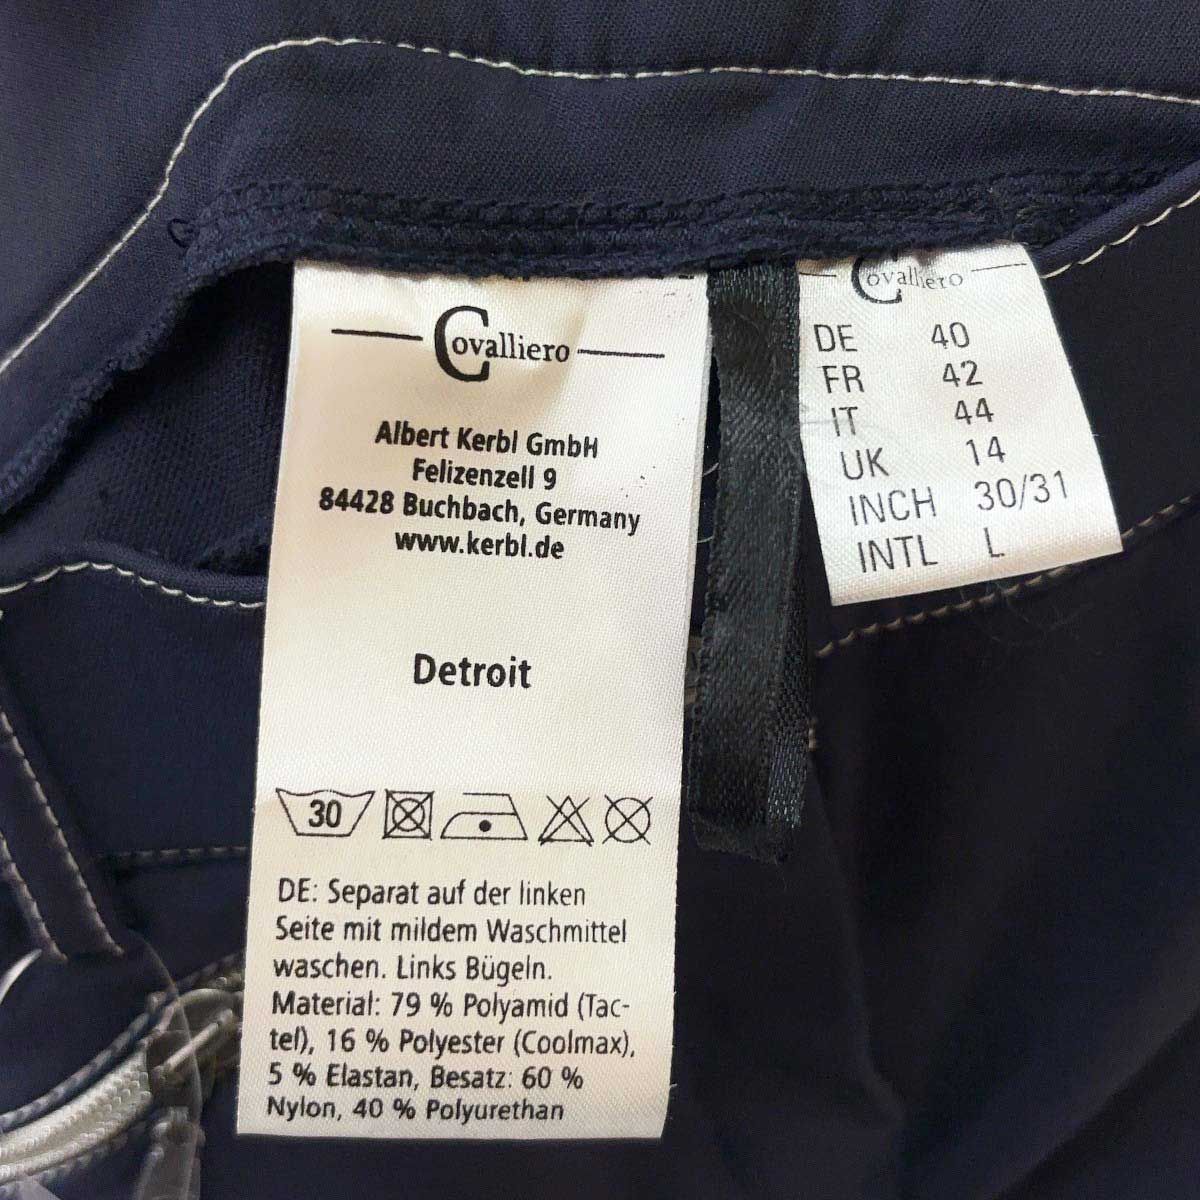 Covalliero
Albert Kerbl GmbH
Felizenzell 9
84428 Buchbach, Germany
www.kerbl.de
Detroit
30
DE: Separat auf der linken
Seite mit mildem Waschmittel
waschen. Links Bügeln.
Material: 79 % Polyamid (Tac-
tel), 16 % Polyester (Coolmax),
5 % Elastan, Besatz: 60 %
Nylon, 40 % Polyurethan
Covalliero
DE 40
FR 42
IT 44
UK 14
INCH 30/31
INTL L